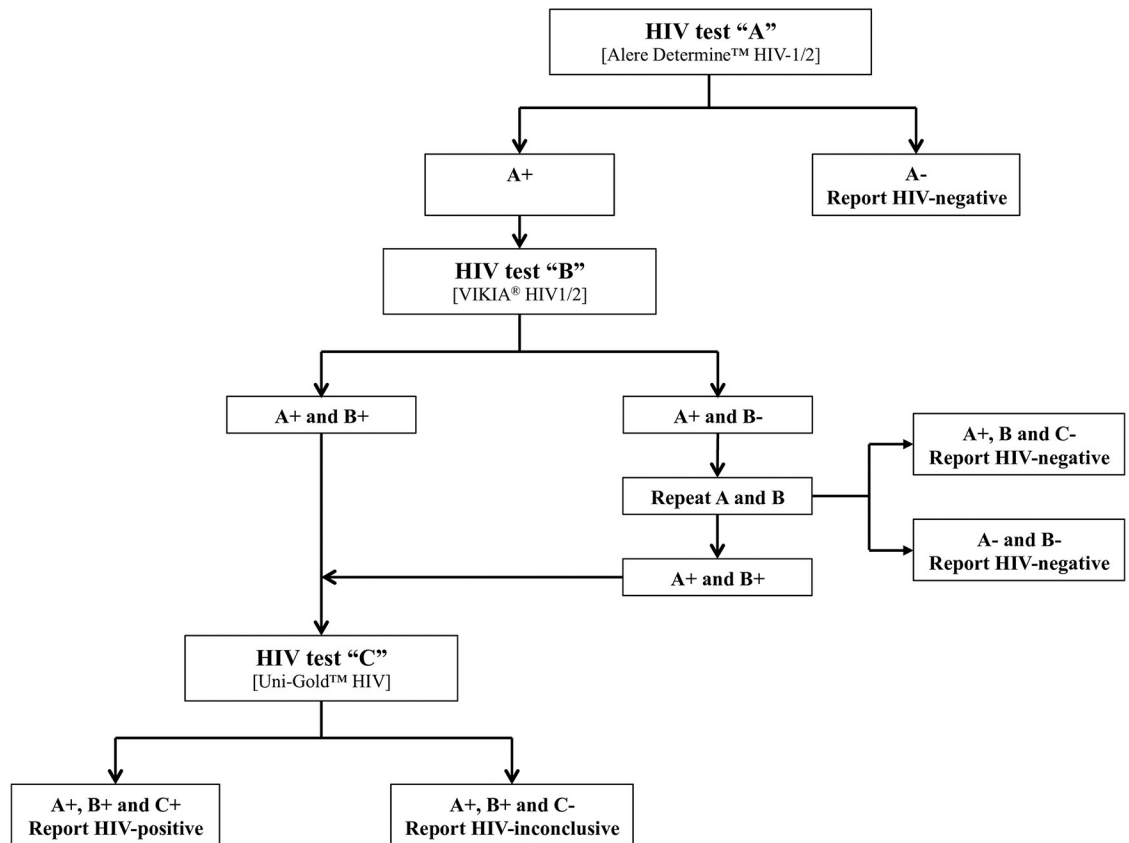 HIV test “A”
[Alere Determine™ HIV-1/2]
A+
A-
Report HIV-negative
HIV test “B”
[VIKIA® HIV1/2]
A+ and B+
A+ and B-
A+, B and C-
Report HIV-negative
Repeat A and B
A- and B-
Report HIV-negative
A+ and B+
HIV test “C”
[Uni-Gold™ HIV]
A+, B+ and C+
Report HIV-positive
A+, B+ and C-
Report HIV-inconclusive